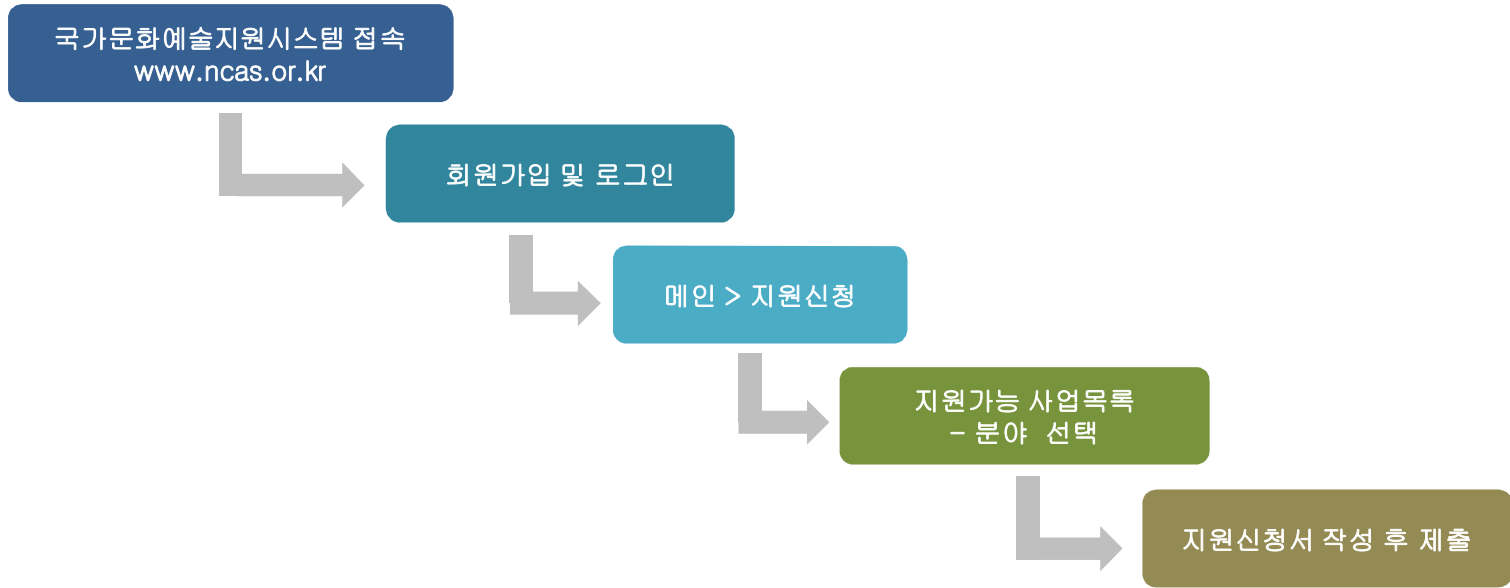 국가문화예술지원시스템 접속
www.ncas.or.kr
회원가입 및 로그인
메인 > 지원신청
지원가능 사업목록
- 분야 선택
지원신청서 작성 후 제출